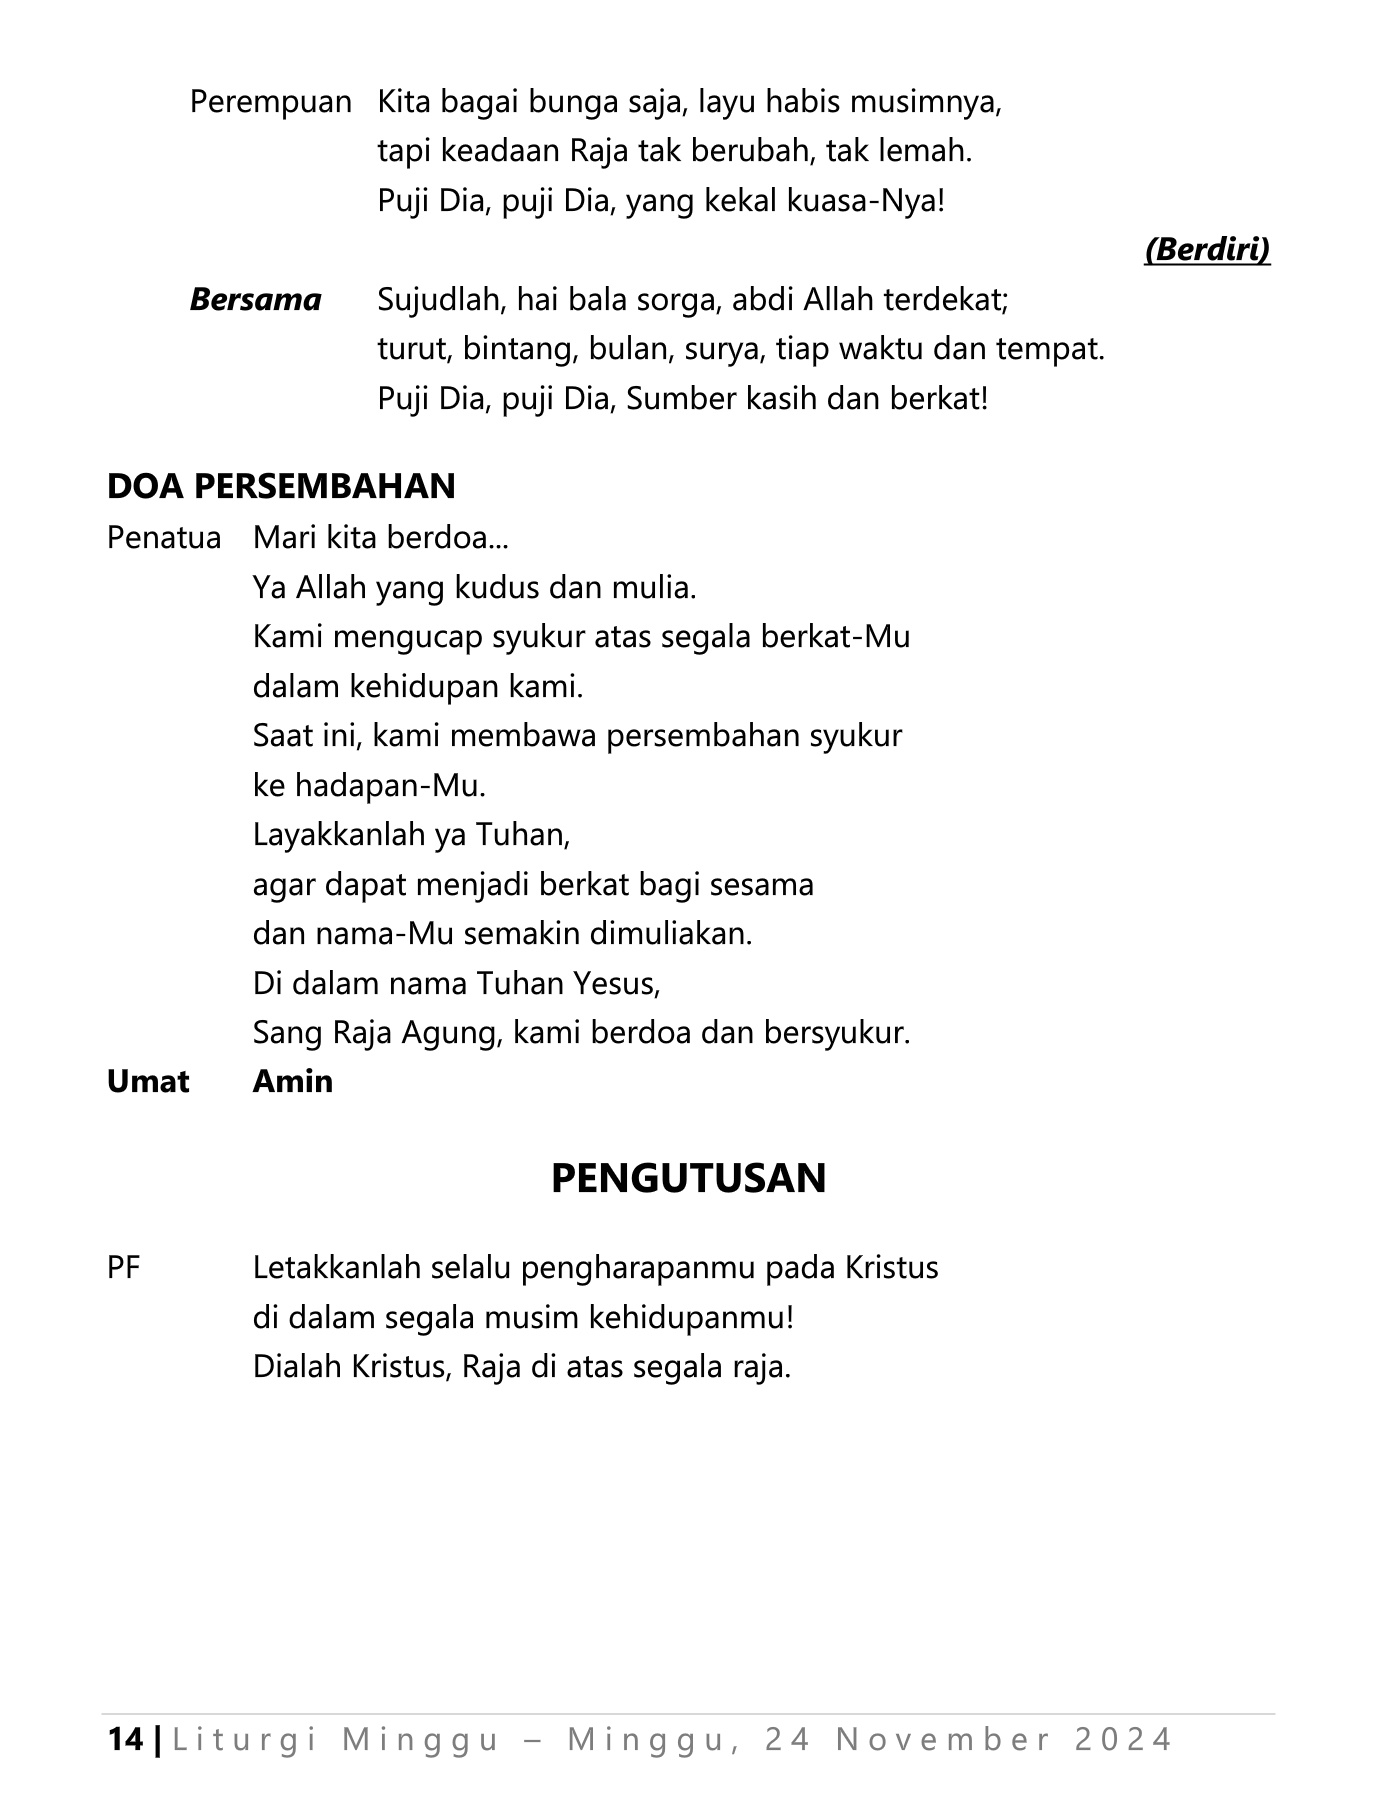 Perempuan Kita bagai bunga saja, layu habis musimnya,
tapi keadaan Raja tak berubah, tak lemah.
Puji Dia, puji Dia, yang kekal kuasa-Nya!
(Berdiri)
Bersama Sujudlah, hai bala sorga, abdi Allah terdekat;
turut, bintang, bulan, surya, tiap waktu dan tempat.
Puji Dia, puji Dia, Sumber kasih dan berkat!
DOA PERSEMBAHAN
Penatua Mari kita berdoa...
Ya Allah yang kudus dan mulia.
Kami mengucap syukur atas segala berkat-Mu
dalam kehidupan kami.
Saat ini, kami membawa persembahan syukur
ke hadapan-Mu.
Layakkanlah ya Tuhan,
agar dapat menjadi berkat bagi sesama
dan nama-Mu semakin dimuliakan.
Di dalam nama Tuhan Yesus,
Sang Raja Agung, kami berdoa dan bersyukur.
Umat Amin
PENGUTUSAN
PF Letakkanlah selalu pengharapanmu pada Kristus
di dalam segala musim kehidupanmu!
Dialah Kristus, Raja di atas segala raja.
14 | Liturgi Minggu – Minggu, 24 November 2024